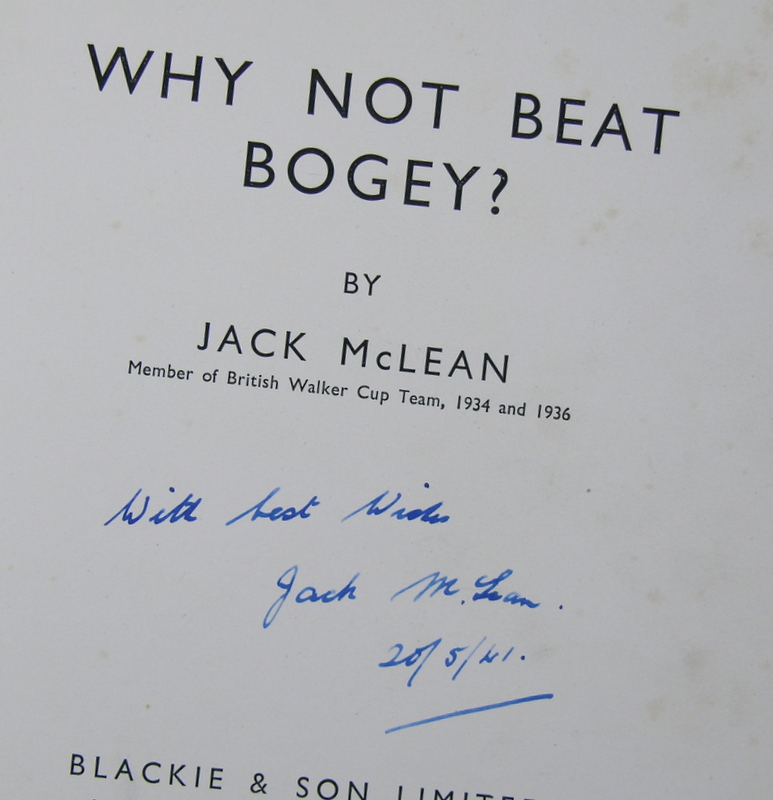 WHY NOT BEAT
BOGEY?
BY
JACK McLEAN
Member of British Walker Cup Team, 1934 and 1936
With best Wishes
Jack McLean.
20/5/41.
BLACKIE & SON LIMITE